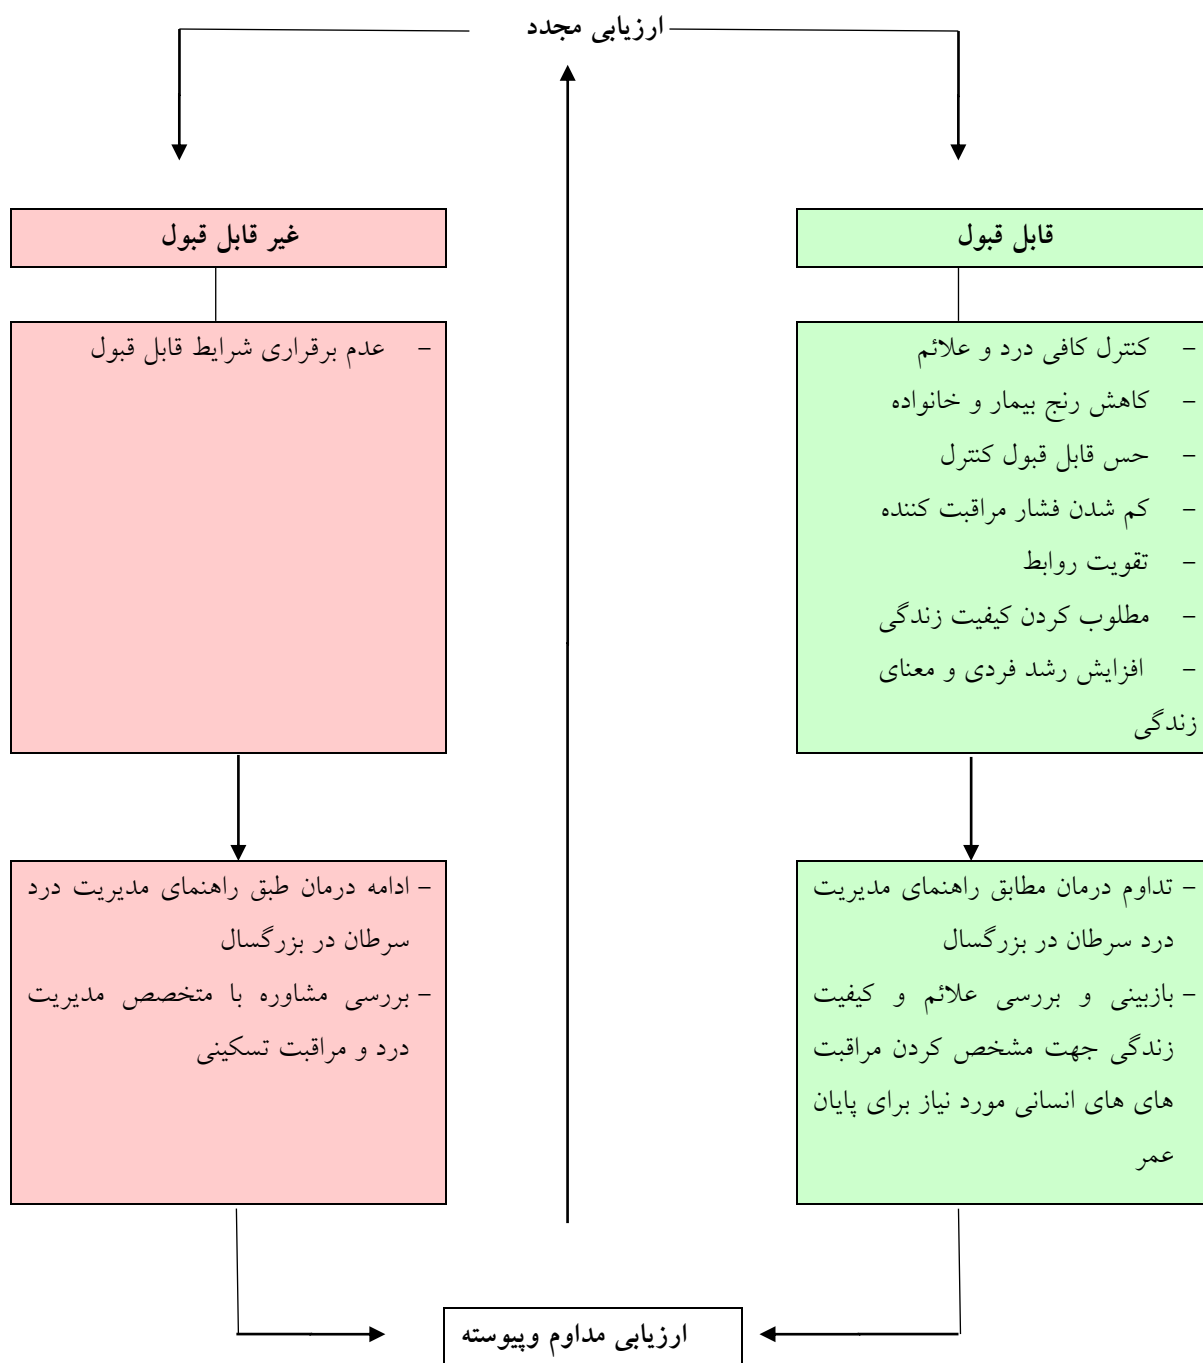 ارزیابی مجدد
قابل قبول
– کنترل کافی درد و علائم
– کاهش رنج بیمار و خانواده
– حس قابل قبول کنترل
– کم شدن فشار مراقبت کننده
– تقویت روابط
– مطلوب کردن کیفیت زندگی
– افزایش رشد فردی و معنای
زندگی
– تداوم درمان مطابق راهنمای مدیریت
درد سرطان در بزرگسال
– بازبینی و بررسی علائم و کیفیت
زندگی جهت مشخص کردن مراقبت
های های انسانی مورد نیاز برای پایان
عمر
غیر قابل قبول
– عدم برقراری شرایط قابل قبول
– ادامه درمان طبق راهنمای مدیریت درد
سرطان در بزرگسال
– بررسی مشاوره با متخصص مدیریت
درد و مراقبت تسکینی
ارزیابی مداوم وپیوسته